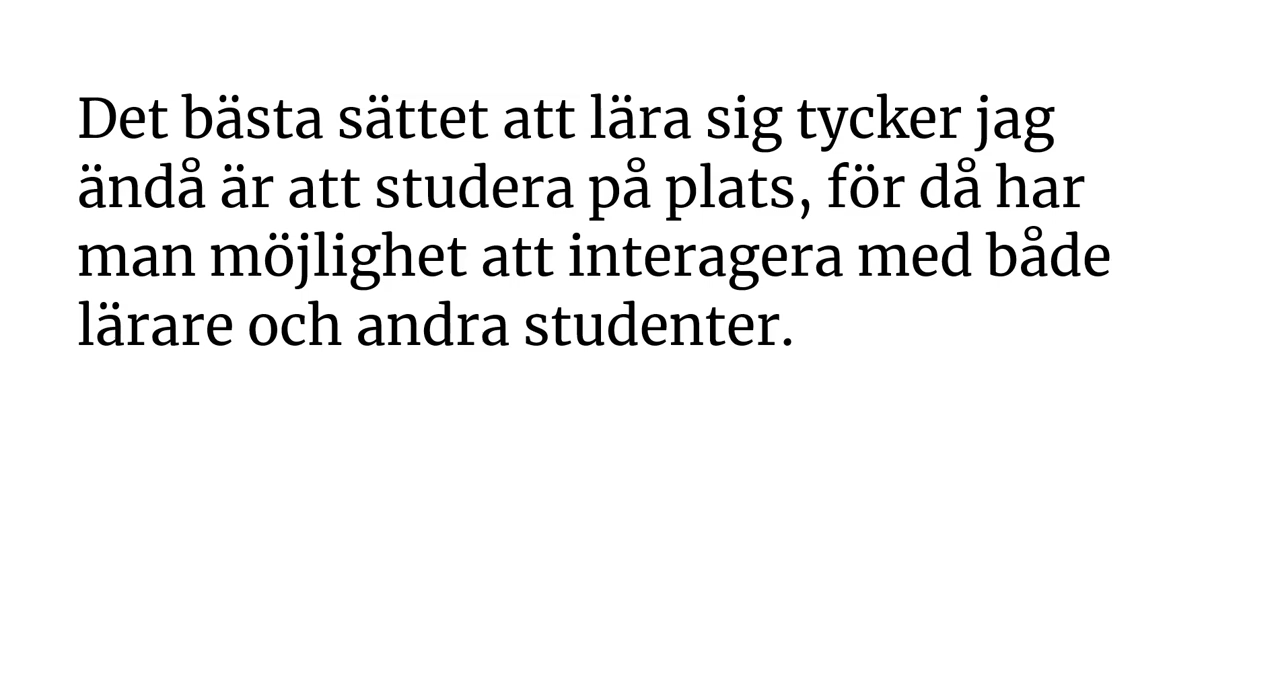 Det bästa sättet att lära sig tycker jag
ändå är att studera på plats, för då har
man möjlighet att interagera med både
lärare och andra studenter.